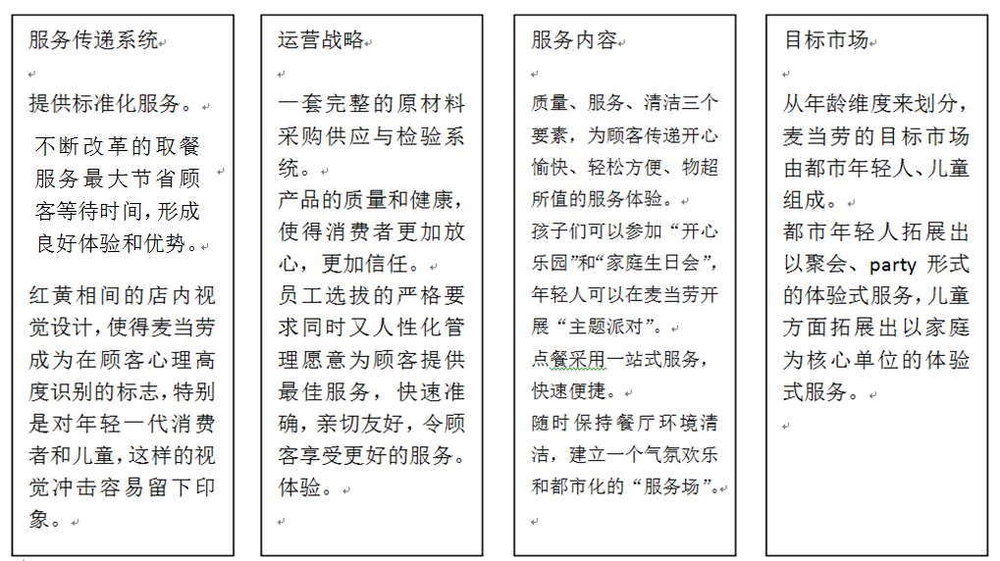 服务传递系统
提供标准化服务。
不断改革的取餐
服务最大节省顾
客等待时间，形成
良好体验和优势。
红黄相间的店内视
觉设计，使得麦当劳
成为在顾客心理高
度识别的标志，特别
是对年轻一代消费
者和儿童，这样的视
觉冲击容易留下印
象。
运营战略
一套完整的原材料
采购供应与检验系
统。
产品的质量和健康，
使得消费者更加放
心，更加信任。
员工选拔的严格要
求同时又人性化管
理愿意为顾客提供
最佳服务，快速准
确，亲切友好，令顾
客享受更好的服务。
体验。
服务内容
质量、服务、清洁三个
要素，为顾客传递开心
愉快、轻松方便、物超
所值的服务体验。
孩子们可以参加“开心
乐园”和“家庭生日会”，
年轻人可以在麦当劳开
展“主题派对”。
点餐采用一站式服务，
快速便捷。
随时保持餐厅环境清
洁，建立一个气氛欢乐
和都市化的“服务场”。
目标市场
从年龄维度来划分，
麦当劳的目标市场
由都市年轻人、儿童
组成。
都市年轻人拓展出
以聚会、party 形式
的体验式服务，儿童
方面拓展出以家庭
为核心单位的体验
式服务。